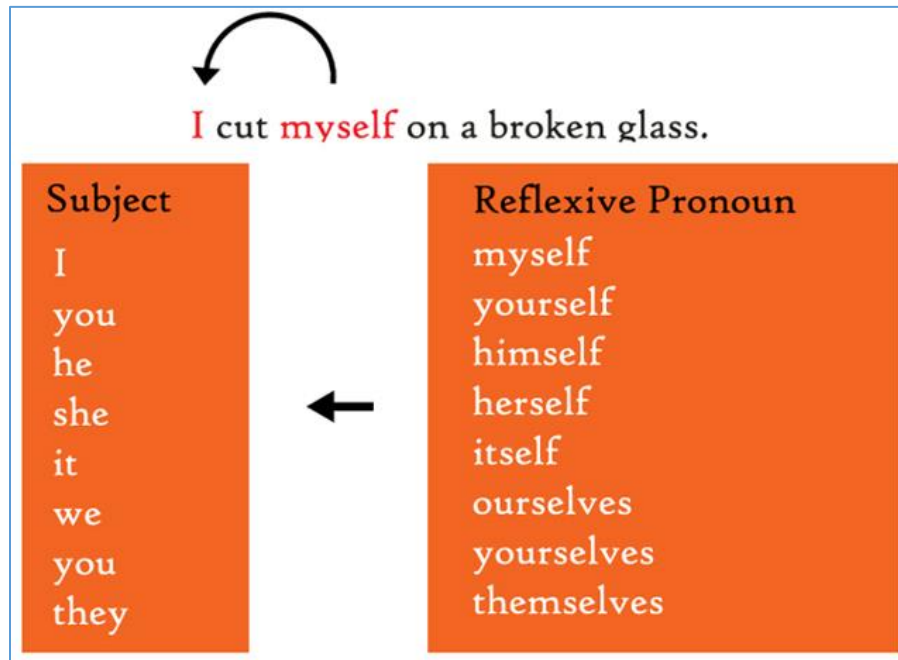 I cut myself on a broken glass.
Subject
I
you
he
she
it
we
you
they
Reflexive Pronoun
myself
yourself
himself
herself
itself
ourselves
yourselves
themselves